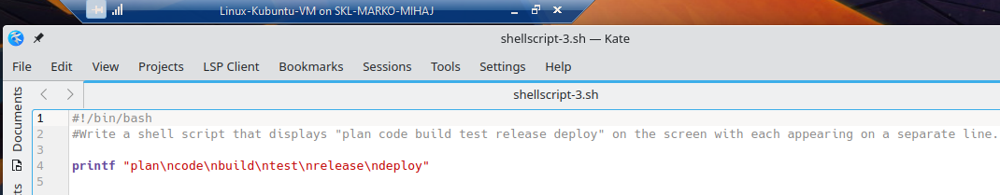 Linux-Kubuntu-VM on SKL-MARKO-MIHAJ
shellscript-3.sh — Kate
File Edit View Projects LSP Client Bookmarks Sessions Tools Settings Help
Documents
shellscript-3.sh
1 #!/bin/bash
2 #Write a shell script that displays "plan code build test release deploy" on the screen with each appearing on a separate line.
3
4 printf "plan\ncode\nbuild\ntest\nrelease\ndeploy"
5